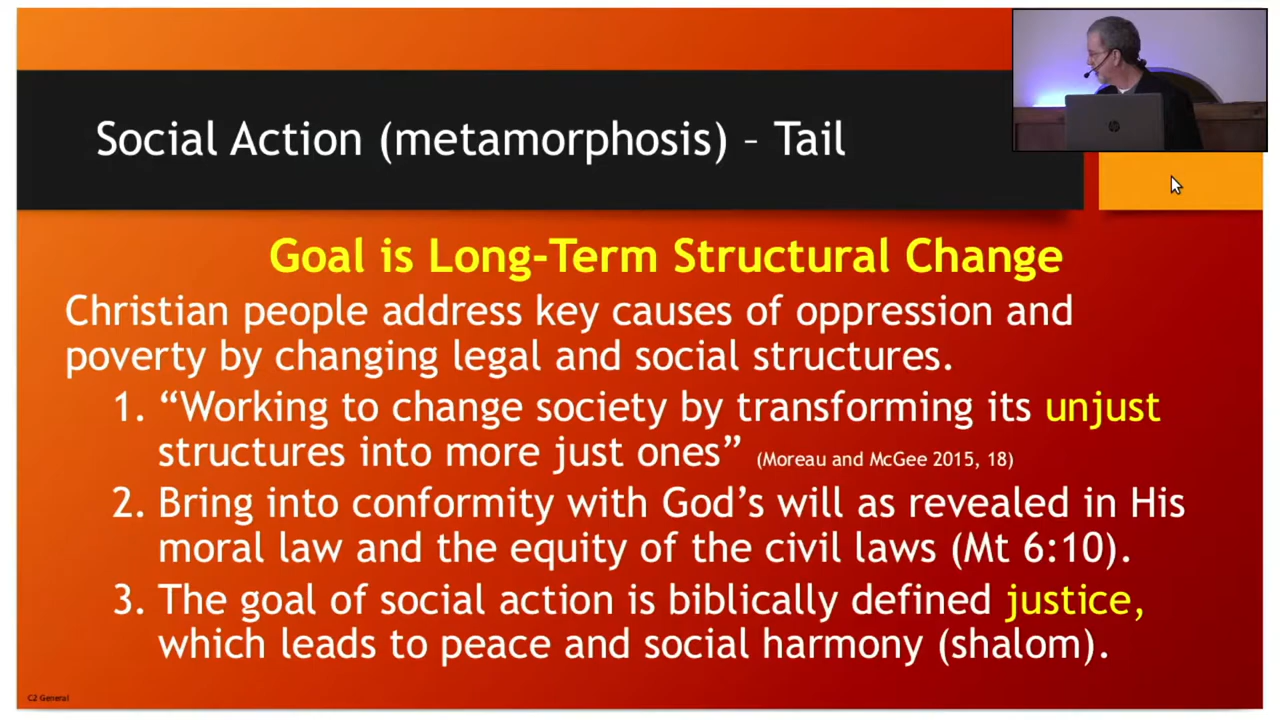 Social Action (metamorphosis) – Tail
Goal is Long-Term Structural Change
Christian people address key causes of oppression and
poverty by changing legal and social structures.
1. “Working to change society by transforming its unjust
structures into more just ones” (Moreau and McGee 2015, 18)
2. Bring into conformity with God’s will as revealed in His
moral law and the equity of the civil laws (Mt 6:10).
3. The goal of social action is biblically defined justice,
which leads to peace and social harmony (shalom).
C2 General